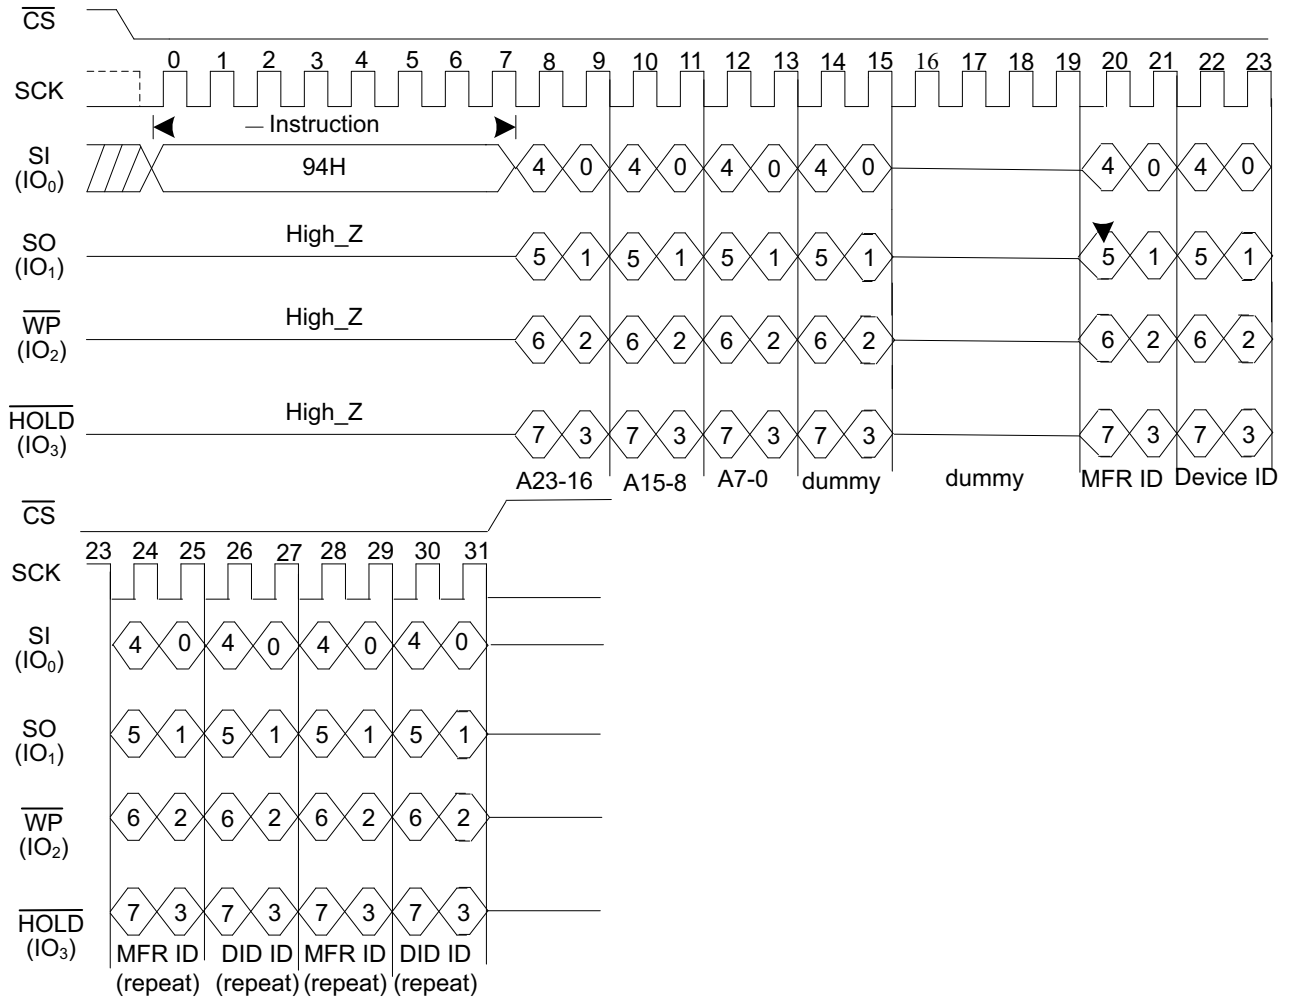 CS
0 1 2 3 4 5 6 7 8 9 10 11 12 13 14 15 16 17 18 19 20 21 22 23
SCK
Instruction
SI
(IO0)
94H
4 0 4 0 4 0 4 0 4 0 4 0
SO
(IO1)
High_Z
5 1 5 1 5 1 5 1 5 1 5 1
WP
(IO2)
High_Z
6 2 6 2 6 2 6 2 6 2 6 2
HOLD
(IO3)
High_Z
7 3 7 3 7 3 7 3 7 3 7 3
A23-16 A15-8 A7-0 dummy dummy MFR ID Device ID
CS
23 24 25 26 27 28 29 30 31
SCK
SI
(IO0)
4 0 4 0 4 0 4 0
SO
(IO1)
5 1 5 1 5 1 5 1
WP
(IO2)
6 2 6 2 6 2 6 2
HOLD
(IO3)
7 3 7 3 7 3 7 3
MFR ID DID ID MFR ID DID ID
(repeat) (repeat) (repeat) (repeat)